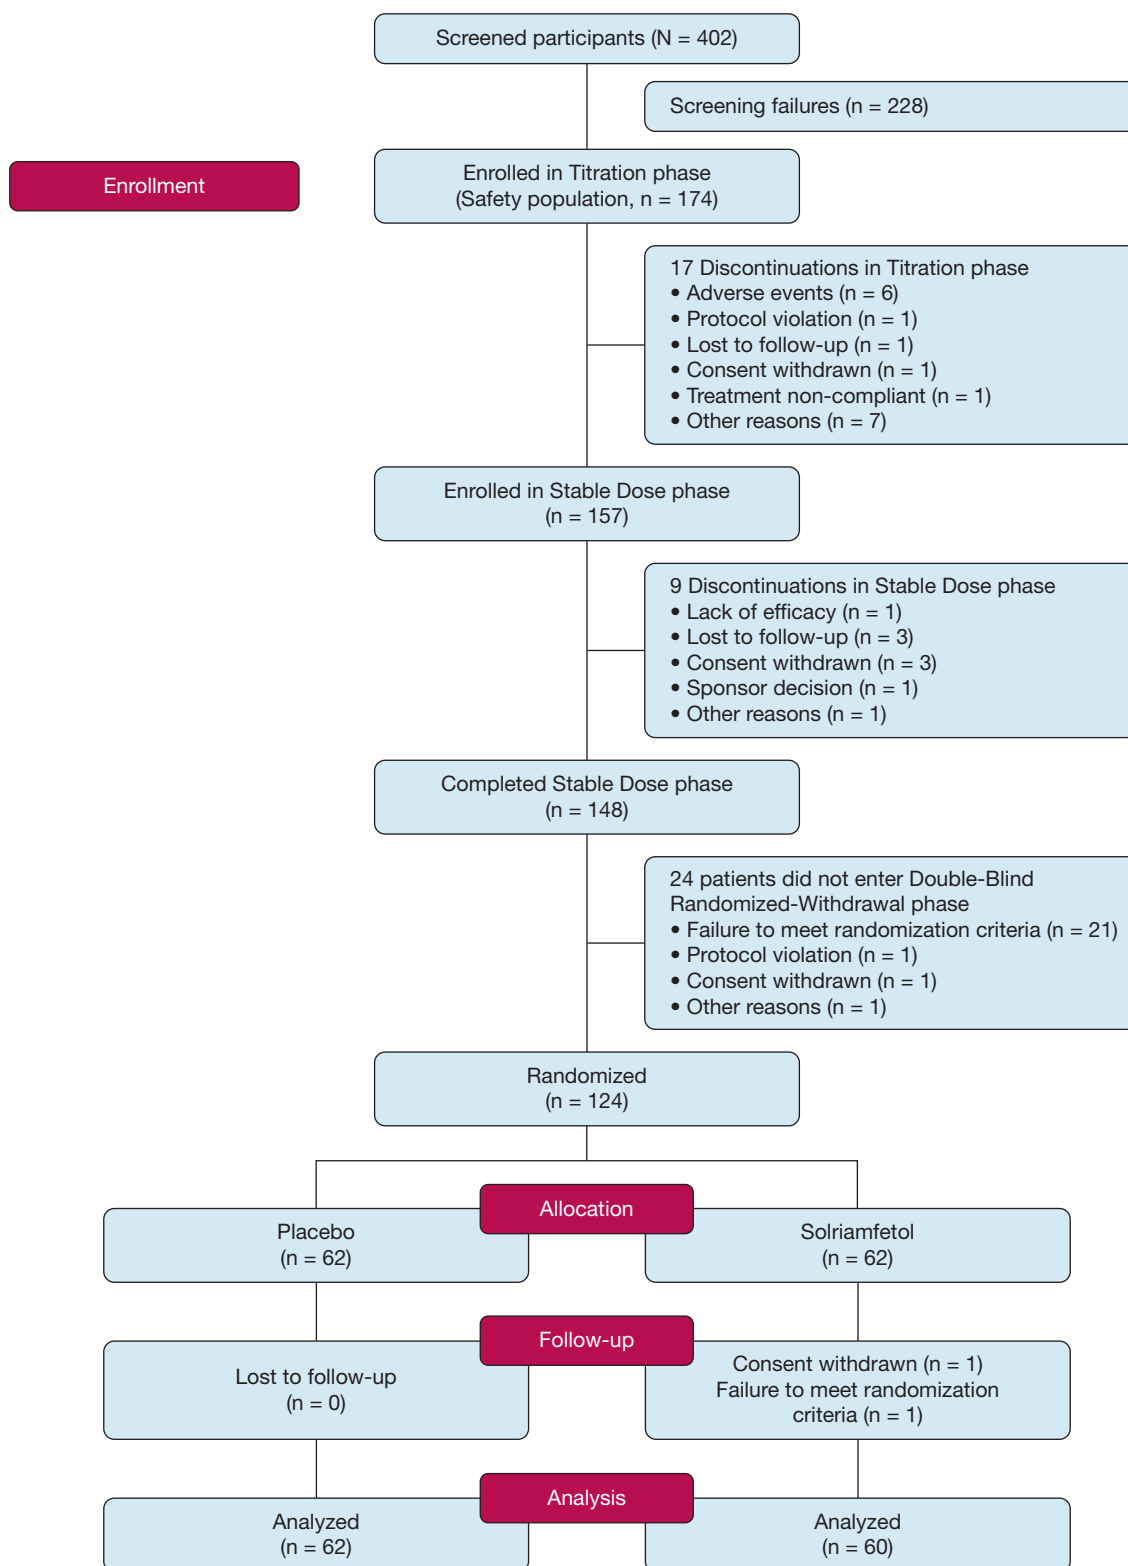 Screened participants (N = 402)
Screening failures (n = 228)
Enrollment
Enrolled in Titration phase
(Safety population, n = 174)
17 Discontinuations in Titration phase
• Adverse events (n = 6)
• Protocol violation (n = 1)
• Lost to follow-up (n = 1)
• Consent withdrawn (n = 1)
• Treatment non-compliant (n = 1)
• Other reasons (n = 7)
Enrolled in Stable Dose phase
(n = 157)
9 Discontinuations in Stable Dose phase
• Lack of efficacy (n = 1)
• Lost to follow-up (n = 3)
• Consent withdrawn (n = 3)
• Sponsor decision (n = 1)
• Other reasons (n = 1)
Completed Stable Dose phase
(n = 148)
24 patients did not enter Double-Blind
Randomized-Withdrawal phase
• Failure to meet randomization criteria (n = 21)
• Protocol violation (n = 1)
• Consent withdrawn (n = 1)
• Other reasons (n = 1)
Randomized
(n = 124)
Allocation
Placebo
(n = 62)
Solriamfetol
(n = 62)
Follow-up
Lost to follow-up
(n = 0)
Consent withdrawn (n = 1)
Failure to meet randomization
criteria (n = 1)
Analysis
Analyzed
(n = 62)
Analyzed
(n = 60)